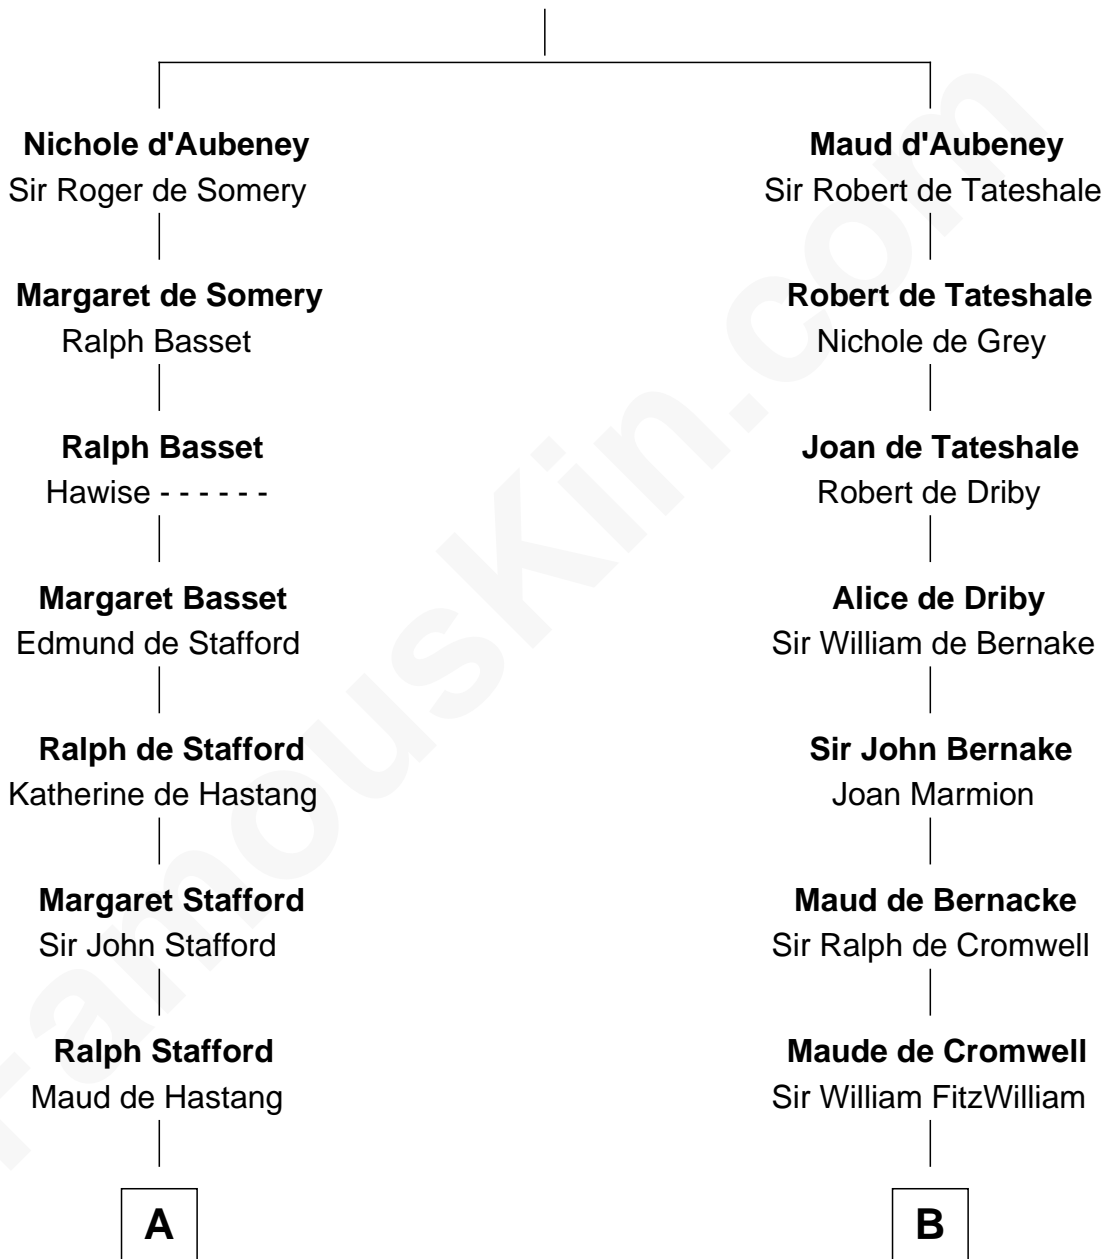 Nichole d'Aubeney
Sir Roger de Somery
Margaret de Somery
Ralph Basset
Ralph Basset
Hawise - - - - - -
Margaret Basset
Edmund de Stafford
Ralph de Stafford
Katherine de Hastang
Margaret Stafford
Sir John Stafford
Ralph Stafford
Maud de Hastang
A
Maud d'Aubeney
Sir Robert de Tateshale
Robert de Tateshale
Nichole de Grey
Joan de Tateshale
Robert de Driby
Alice de Driby
Sir William de Bernake
Sir John Bernake
Joan Marmion
Maud de Bernacke
Sir Ralph de Cromwell
Maude de Cromwell
Sir William FitzWilliam
B
FamousKin.com